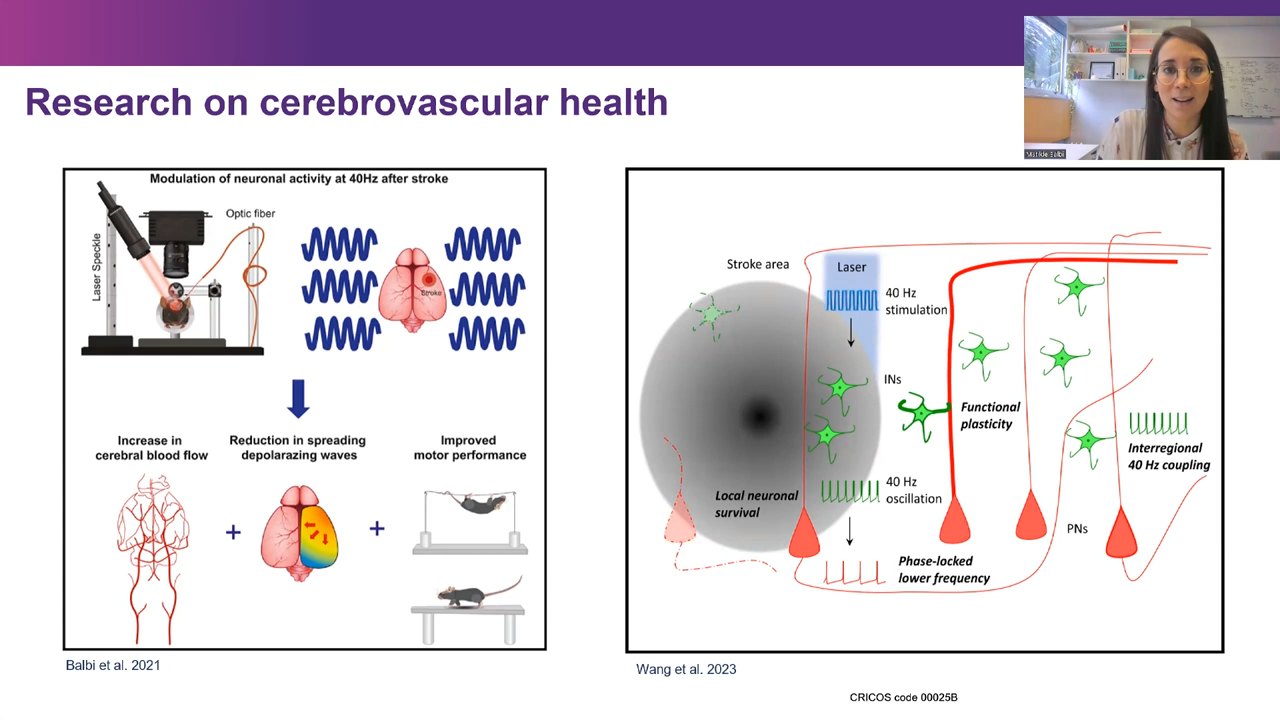 Research on cerebrovascular health
Matilde Balbi
Modulation of neuronal activity at 40Hz after stroke
Optic fiber
Laser Speckle
Stroke
Increase in
cerebral blood flow
Reduction in spreading
depolarazing waves
Improved
motor performance
+
+
Balbi et al. 2021
Stroke area
Laser
40 Hz
stimulation
INs
Functional
plasticity
Interregional
40 Hz coupling
Local neuronal
survival
40 Hz
oscillation
PNs
Phase-locked
lower frequency
Wang et al. 2023
CRICOS code 00025B